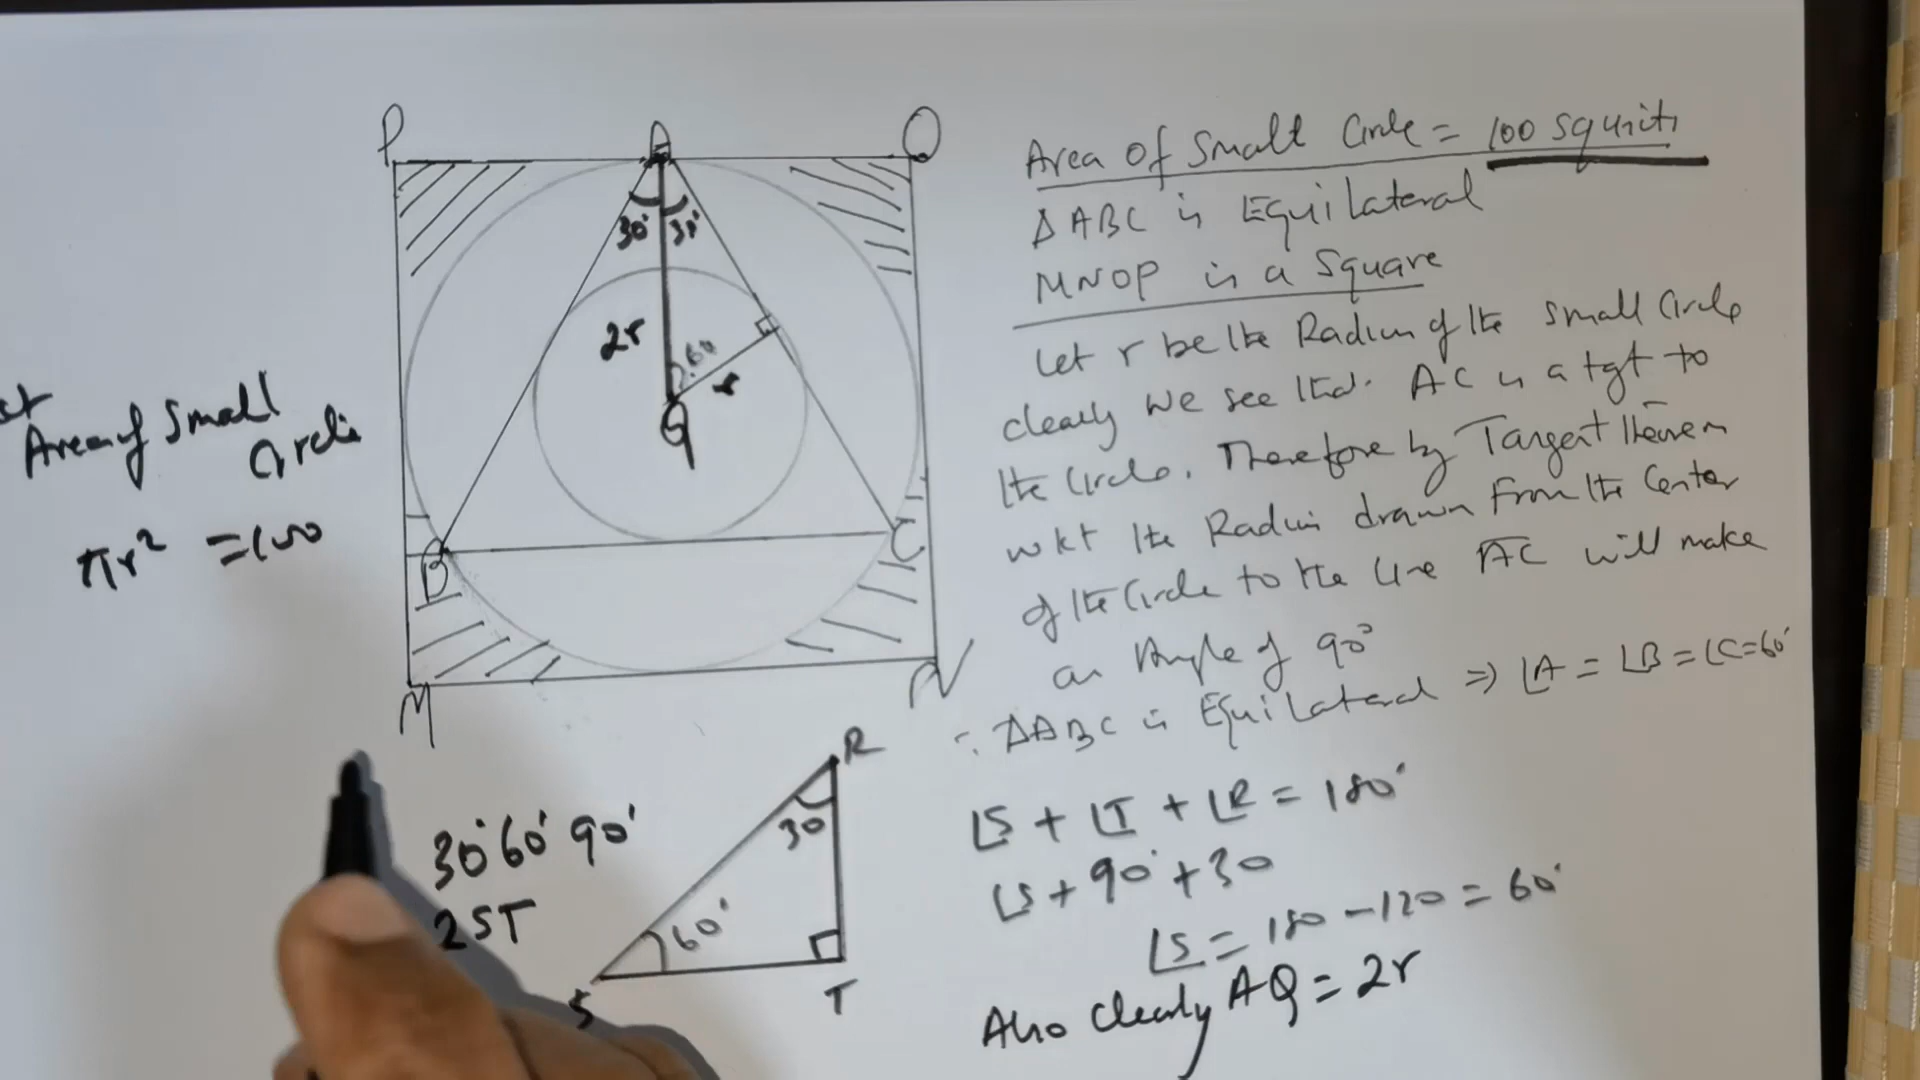 P
A
O
30° 30°
2r
60
r
Q
B
C
M
N
Area of Small
Circle
πr² = 100
Area of Small Circle = 100 squnits
ΔABC is Equilateral
MNOP is a Square
Let r be the Radius of the small Circle
clearly we see that. AC is a tgt to
the Circle. Therefore by Tangent theorem
wkt the Radius drawn from the Center
of the Circle to the line AC will make
an Angle of 90°
∵ ΔABC is Equilateral ⇒ ∠A = ∠B = ∠C = 60°
∠S + ∠T + ∠R = 180°
∠S + 90° + 30
∠S = 180 - 120 = 60°
Also Clearly AQ = 2r
30° 60° 90°
2ST
R
30
60°
S
T